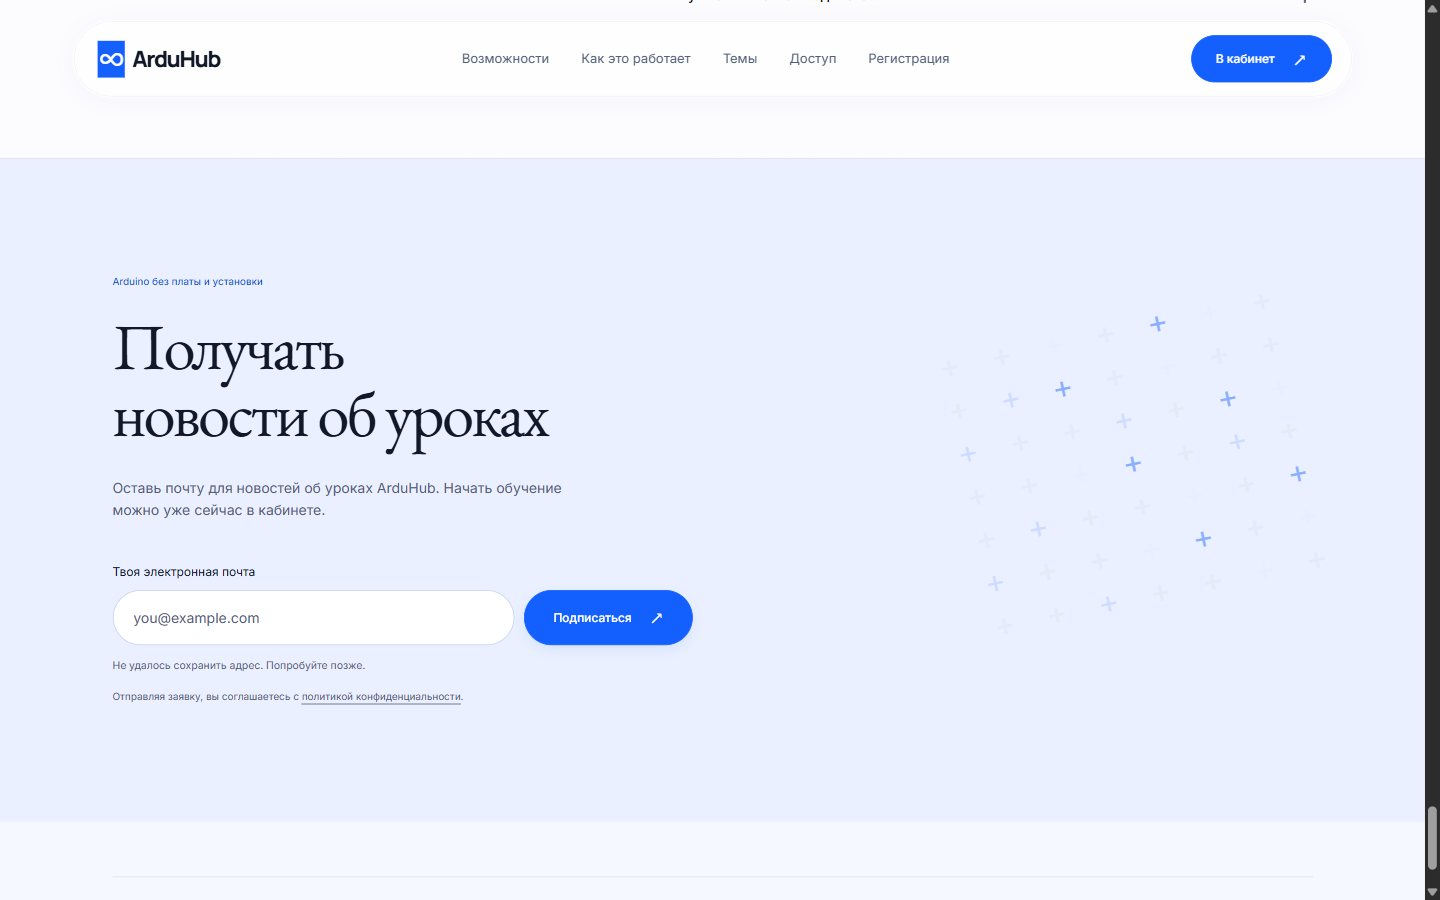 ArduHub
Возможности
Как это работает
Темы
Доступ
Регистрация
В кабинет
Arduino без платы и установки
Получать
новости об уроках
Оставь почту для новостей об уроках ArduHub. Начать обучение
можно уже сейчас в кабинете.
Твоя электронная почта
you@example.com
Подписаться
Не удалось сохранить адрес. Попробуйте позже.
Отправляя заявку, вы соглашаетесь с политикой конфиденциальности.